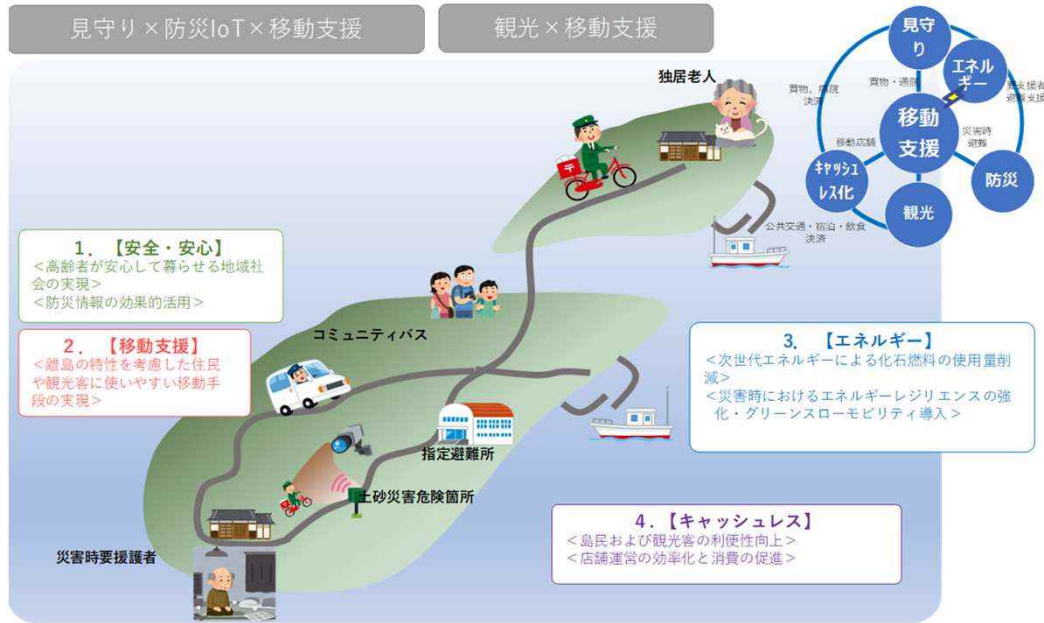 見守り×防災IoT×移動支援
観光×移動支援
見守
り
エネル
ギー
買物、病院
決済
買物・通院
要支援者
避難支援
移動
支援
移動店舗
災害時
避難
キャッシュ
レス化
防災
観光
公共交通・宿泊・飲食
決済
独居老人
1．【安全・安心】
＜高齢者が安心して暮らせる地域社
会の実現＞
＜防災情報の効果的活用＞
コミュニティバス
2．【移動支援】
＜離島の特性を考慮した住民
や観光客に使いやすい移動手
段の実現＞
3．【エネルギー】
＜次世代エネルギーによる化石燃料の使用量削
減＞
＜災害時におけるエネルギーレジリエンスの強
化・グリーンスローモビリティ導入＞
指定避難所
土砂災害危険箇所
4．【キャッシュレス】
＜島民および観光客の利便性向上＞
＜店舗運営の効率化と消費の促進＞
災害時要援護者